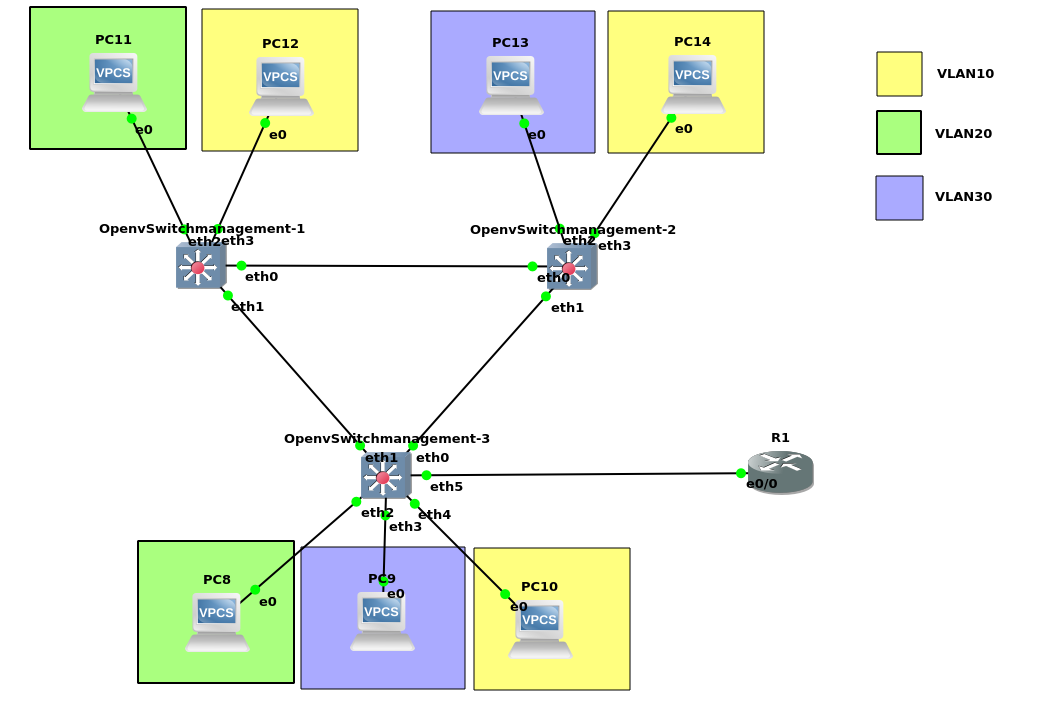 PC11
PC12
PC13
PC14
VLAN10
VPCS
VPCS
VPCS
VPCS
e0
e0
e0
e0
VLAN20
VLAN30
OpenvSwitchmanagement-1
OpenvSwitchmanagement-2
eth2
eth3
eth2
eth3
eth0
eth0
eth1
eth1
OpenvSwitchmanagement-3
R1
eth1
eth0
eth5
e0/0
eth2
eth3
eth4
PC8
PC9
PC10
e0
e0
e0
VPCS
VPCS
VPCS